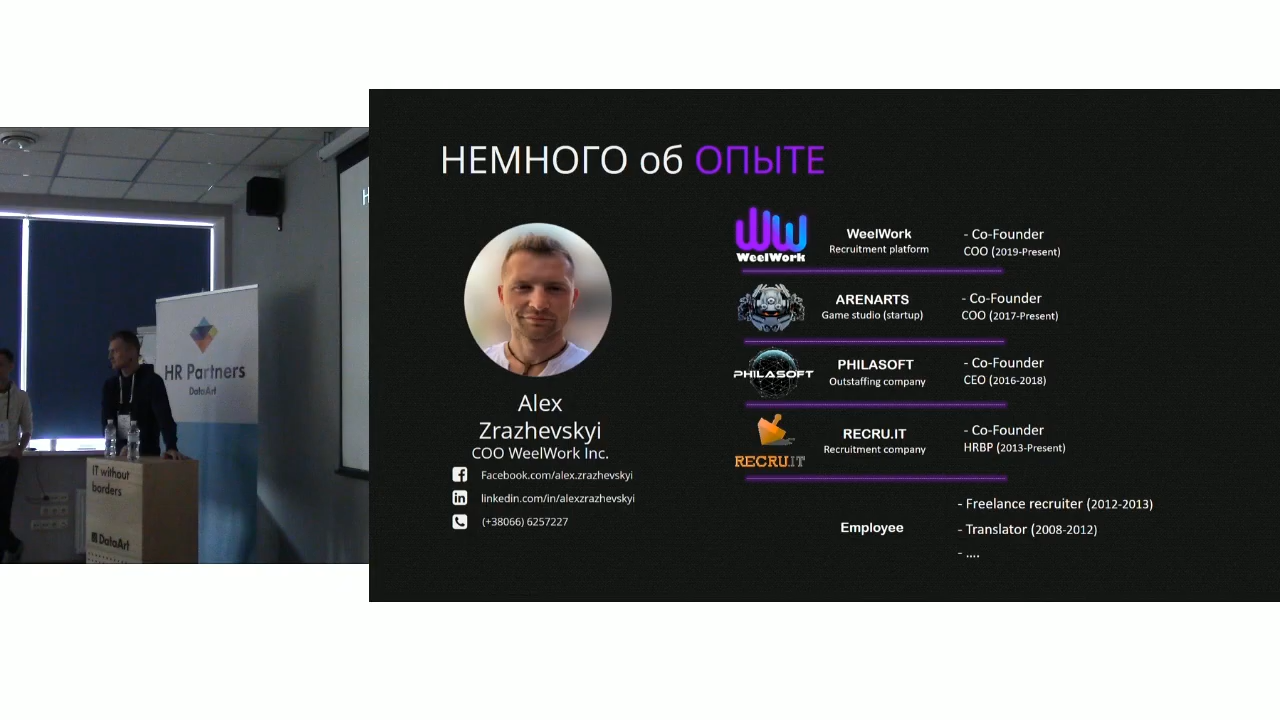 HR Partners
DataArt
IT without
borders
DataArt
Н
НЕМНОГО об ОПЫТЕ
Alex
Zrazhevskyi
COO WeelWork Inc.
Facebook.com/alex.zrazhevskyi
linkedin.com/in/alexzrazhevskyi
(+38066) 6257227
WeelWork
WeelWork
Recruitment platform
- Co-Founder
COO (2019-Present)
ARENARTS
Game studio (startup)
- Co-Founder
COO (2017-Present)
PHILASOFT
PHILASOFT
Outstaffing company
- Co-Founder
CEO (2016-2018)
RECRU.IT
RECRU.IT
Recruitment company
- Co-Founder
HRBP (2013-Present)
Employee
- Freelance recruiter (2012-2013)
- Translator (2008-2012)
- ....